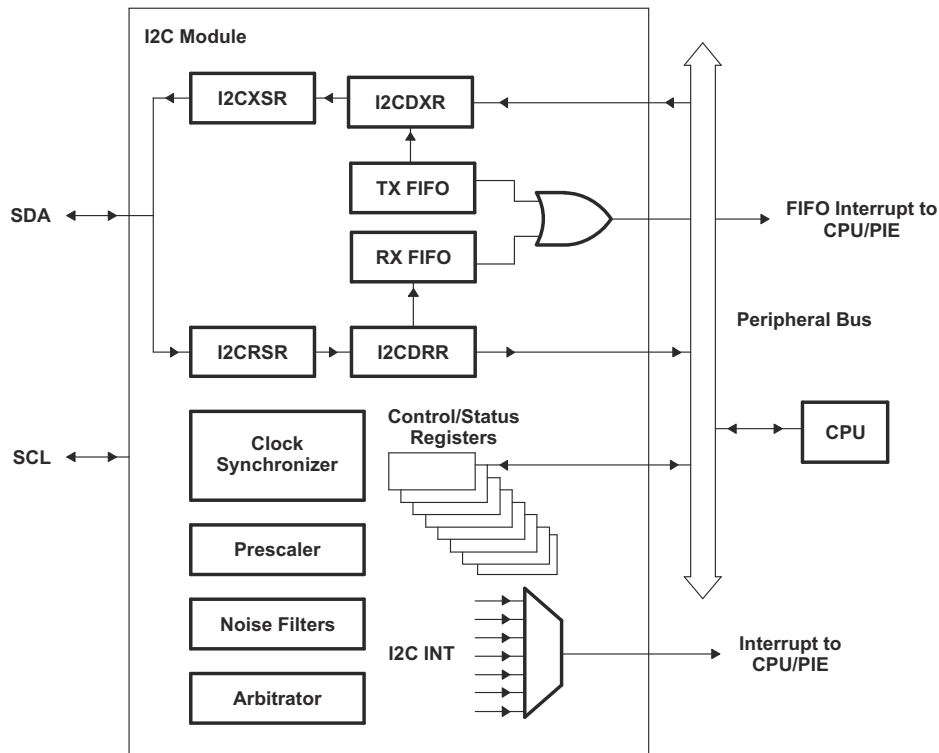 I2C Module
I2CXSR
I2CDXR
TX FIFO
SDA
FIFO Interrupt to
CPU/PIE
RX FIFO
Peripheral Bus
I2CRSR
I2CDRR
Control/Status
Registers
Clock
Synchronizer
CPU
SCL
Prescaler
Noise Filters
I2C INT
Interrupt to
CPU/PIE
Arbitrator